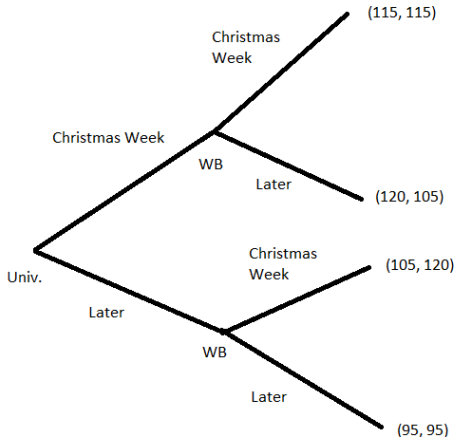 (115, 115)
Christmas
Week
Christmas Week
WB
Later
(120, 105)
Christmas
Week
(105, 120)
Univ.
Later
WB
Later
(95, 95)